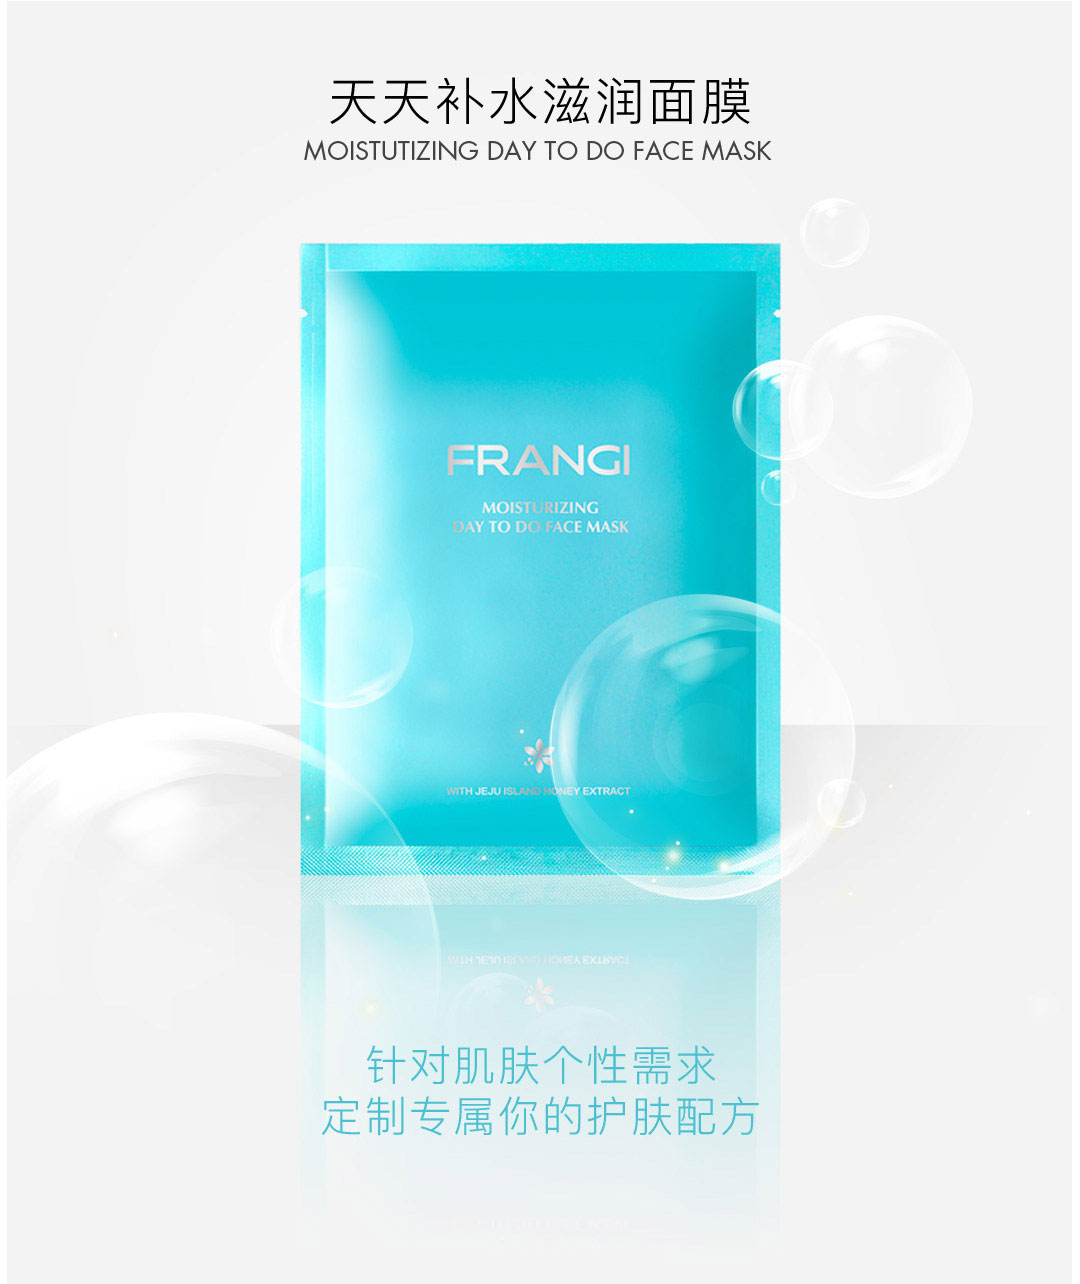 天天补水滋润面膜
MOISTUTIZING DAY TO DO FACE MASK
FRANGI
MOISTURIZING
DAY TO DO FACE MASK
WITH JEJU ISLAND HONEY EXTRACT
针对肌肤个性需求
定制专属你的护肤配方